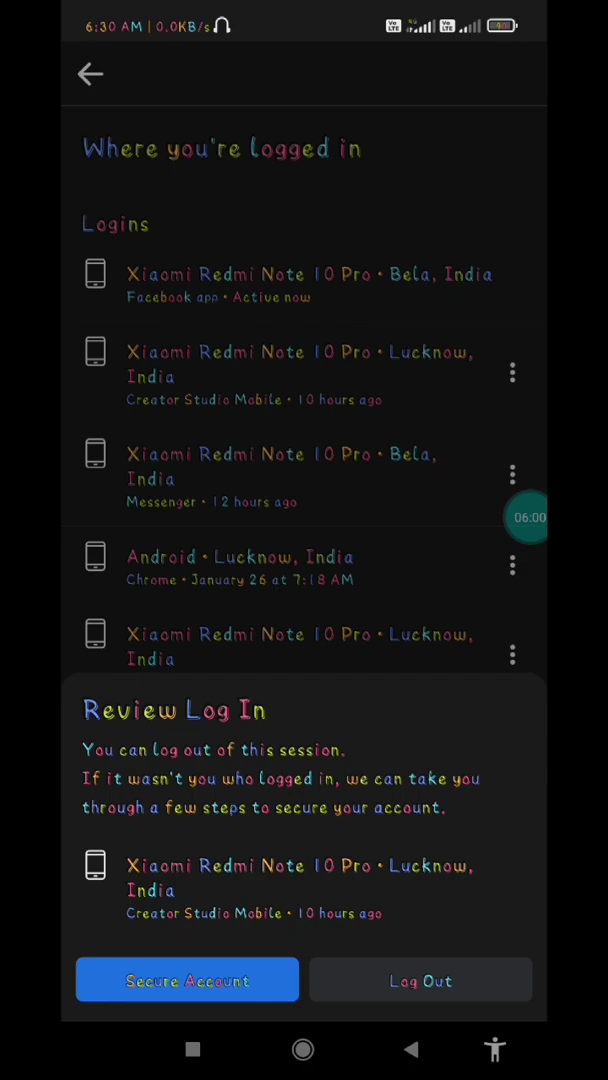 6:30 AM | 0.0KB/s
Where you're logged in
Logins
Xiaomi Redmi Note 10 Pro • Bela, India
Facebook app • Active now
Xiaomi Redmi Note 10 Pro • Lucknow,
India
Creator Studio Mobile • 10 hours ago
Xiaomi Redmi Note 10 Pro • Bela,
India
Messenger • 12 hours ago
06:00
Android • Lucknow, India
Chrome • January 26 at 7:18 AM
Xiaomi Redmi Note 10 Pro • Lucknow,
India
Review Log In
You can log out of this session.
If it wasn't you who logged in, we can take you
through a few steps to secure your account.
Xiaomi Redmi Note 10 Pro • Lucknow,
India
Creator Studio Mobile • 10 hours ago
Secure Account
Log Out